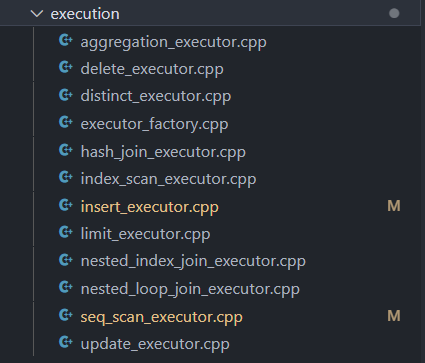 execution
aggregation_executor.cpp
delete_executor.cpp
distinct_executor.cpp
executor_factory.cpp
hash_join_executor.cpp
index_scan_executor.cpp
insert_executor.cpp M
limit_executor.cpp
nested_index_join_executor.cpp
nested_loop_join_executor.cpp
seq_scan_executor.cpp M
update_executor.cpp